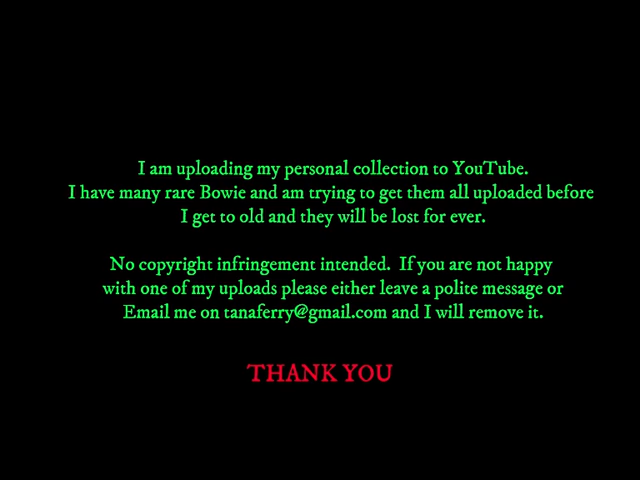 I am uploading my personal collection to YouTube.
I have many rare Bowie and am trying to get them all uploaded before
I get to old and they will be lost for ever.
No copyright infringement intended.  If you are not happy
with one of my uploads please either leave a polite message or
Email me on tanaferry@gmail.com and I will remove it.
THANK YOU